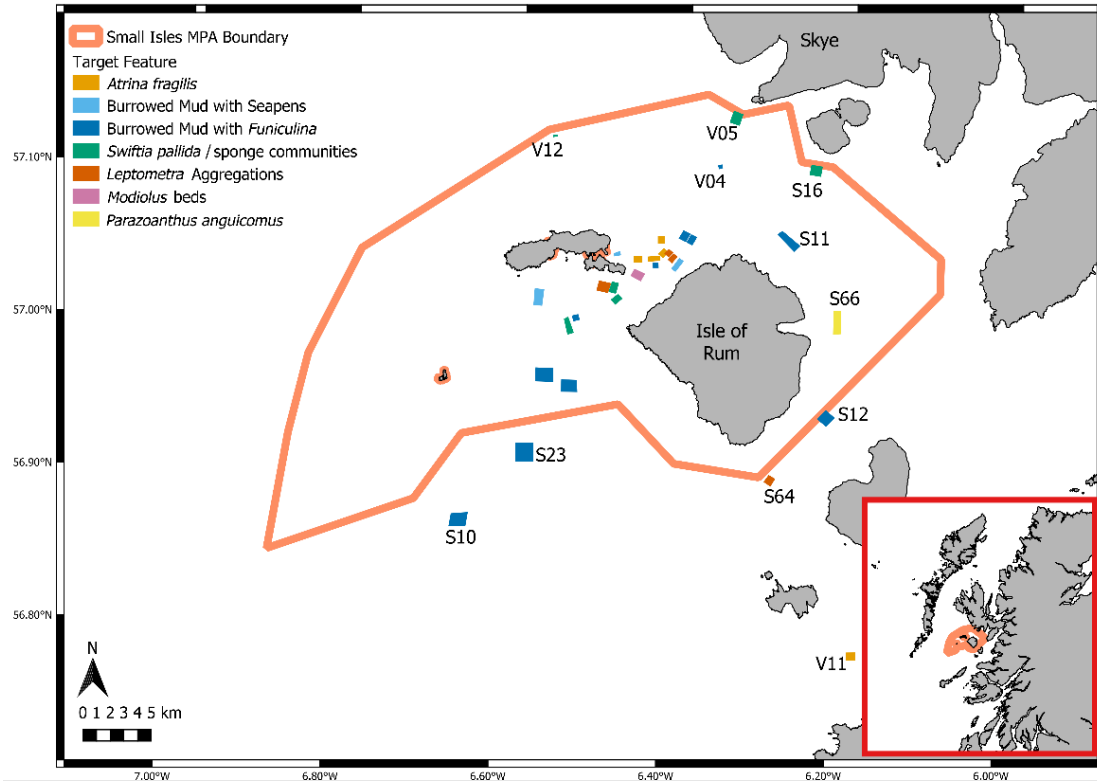 Small Isles MPA Boundary
Target Feature
Atrina fragilis
Burrowed Mud with Seapens
Burrowed Mud with Funiculina
Swiftia pallida / sponge communities
Leptometra Aggregations
Modiolus beds
Parazoanthus anguicomus
Skye
V05
V12
V04
S16
S11
S66
Isle of
Rum
S12
S23
S64
S10
V11
N
0 1 2 3 4 5 km
57.10°N
57.00°N
56.90°N
56.80°N
7.00°W
6.80°W
6.60°W
6.40°W
6.20°W
6.00°W